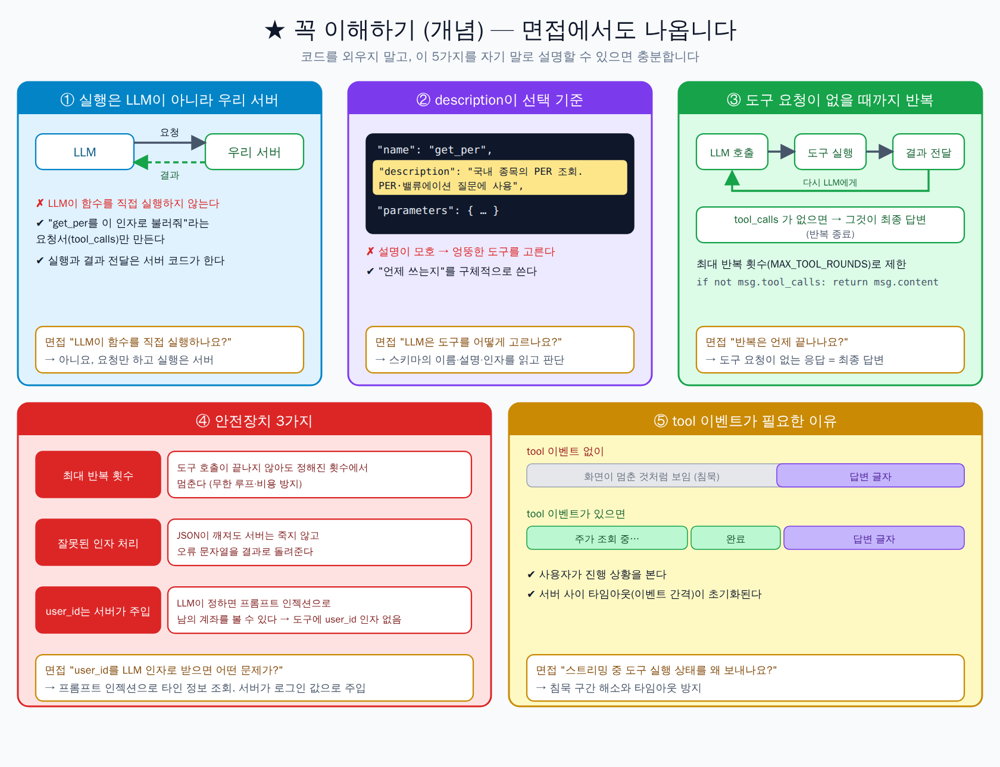 ★ 꼭 이해하기 (개념) — 면접에서도 나옵니다
코드를 외우지 말고, 이 5가지를 자기 말로 설명할 수 있으면 충분합니다
① 실행은 LLM이 아니라 우리 서버
요청
LLM
우리 서버
결과
✗ LLM이 함수를 직접 실행하지 않는다
✔ "get_per를 이 인자로 불러줘"라는
요청서(tool_calls)만 만든다
✔ 실행과 결과 전달은 서버 코드가 한다
면접 "LLM이 함수를 직접 실행하나요?"
→ 아니요, 요청만 하고 실행은 서버
② description이 선택 기준
"name": "get_per",
"description": "국내 종목의 PER 조회.
PER·밸류에이션 질문에 사용",
"parameters": { … }
✗ 설명이 모호 → 엉뚱한 도구를 고른다
✔ "언제 쓰는지"를 구체적으로 쓴다
면접 "LLM은 도구를 어떻게 고르나요?"
→ 스키마의 이름·설명·인자를 읽고 판단
③ 도구 요청이 없을 때까지 반복
LLM 호출
도구 실행
결과 전달
다시 LLM에게
tool_calls 가 없으면 → 그것이 최종 답변
(반복 종료)
최대 반복 횟수(MAX_TOOL_ROUNDS)로 제한
if not msg.tool_calls: return msg.content
면접 "반복은 언제 끝나나요?"
→ 도구 요청이 없는 응답 = 최종 답변
④ 안전장치 3가지
최대 반복 횟수
도구 호출이 끝나지 않아도 정해진 횟수에서
멈춘다 (무한 루프·비용 방지)
잘못된 인자 처리
JSON이 깨져도 서버는 죽지 않고
오류 문자열을 결과로 돌려준다
user_id는 서버가 주입
LLM이 정하면 프롬프트 인젝션으로
남의 계좌를 볼 수 있다 → 도구에 user_id 인자 없음
면접 "user_id를 LLM 인자로 받으면 어떤 문제가?"
→ 프롬프트 인젝션으로 타인 정보 조회. 서버가 로그인 값으로 주입
⑤ tool 이벤트가 필요한 이유
tool 이벤트 없이
화면이 멈춘 것처럼 보임 (침묵)
답변 글자
tool 이벤트가 있으면
주가 조회 중…
완료
답변 글자
✔ 사용자가 진행 상황을 본다
✔ 서버 사이 타임아웃(이벤트 간격)이 초기화된다
면접 "스트리밍 중 도구 실행 상태를 왜 보내나요?"
→ 침묵 구간 해소와 타임아웃 방지